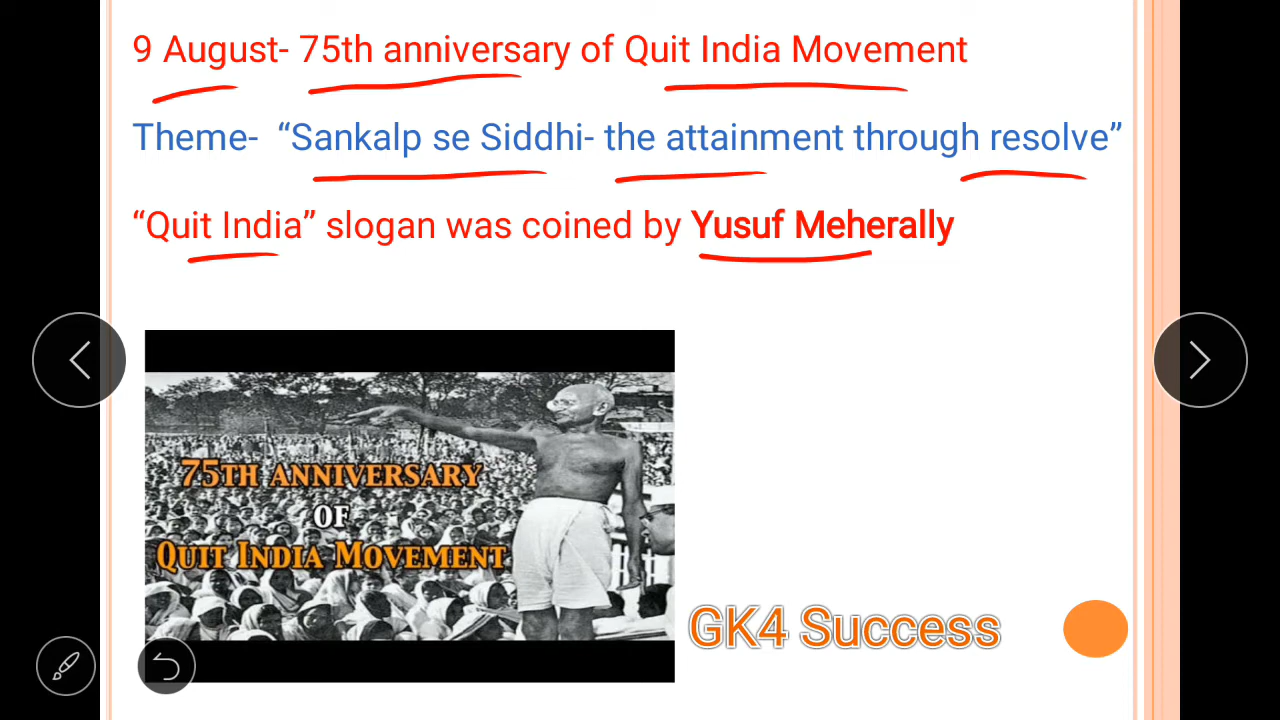 9 August- 75th anniversary of Quit India Movement
Theme-  “Sankalp se Siddhi- the attainment through resolve”
“Quit India” slogan was coined by Yusuf Meherally
75TH ANNIVERSARY
OF
QUIT INDIA MOVEMENT
GK4 Success